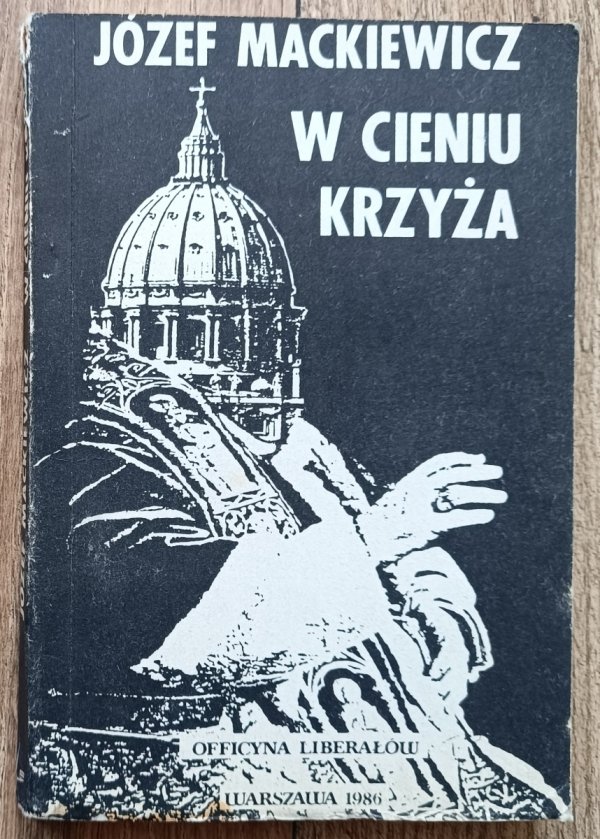 JÓZEF MACKIEWICZ
W CIENIU
KRZYŻA
OFFICYNA LIBERAŁÓW
WARSZAWA 1986